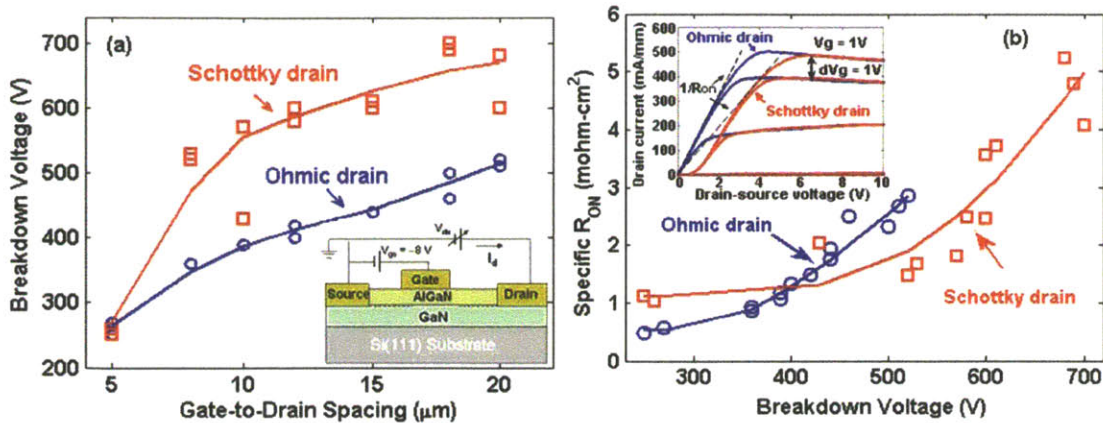 (a)
Schottky drain
Ohmic drain
Breakdown Voltage (V)
700
600
500
400
300
200
5
10
15
20
Gate-to-Drain Spacing (μm)
Vgs = -8 V
Vds
Id
Source
Gate
Drain
AlGaN
GaN
Si(111) Substrate
(b)
Specific RON (mohm-cm²)
6
5
4
3
2
1
0
300
400
500
600
700
Breakdown Voltage (V)
Ohmic drain
Schottky drain
Drain current (mA/mm)
600
500
400
300
200
100
0
0
2
4
6
8
10
Drain-source voltage (V)
Ohmic drain
Vg = 1V
dVg = 1V
1/Ron
Schottky drain